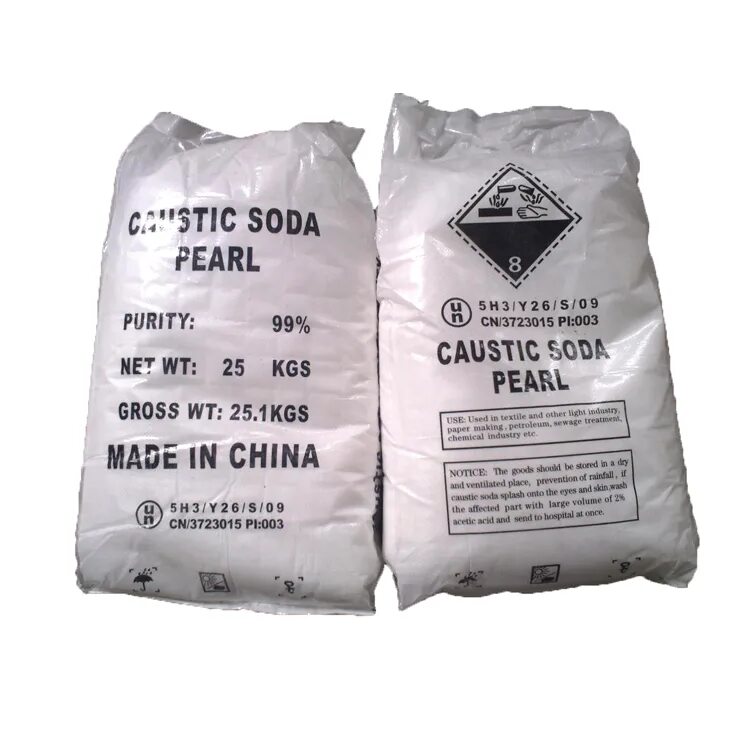 CAUSTIC SODA
PEARL
PURITY: 99%
NET WT: 25 KGS
GROSS WT: 25.1KGS
MADE IN CHINA
un 5H3/Y26/S/09
CN/3723015 PI:003
8
un 5H3/Y26/S/09
CN/3723015 PI:003
CAUSTIC SODA
PEARL
USE: Used in textile and other light industry,
paper making, petroleum, sewage treatment,
chemical industry etc.
NOTICE: The goods should be stored in a dry
and ventilated place, prevention of rainfall, if
caustic soda splash onto the eyes and skin,wash
the affected part with large volume of 2%
acetic acid and send to hospital at once.